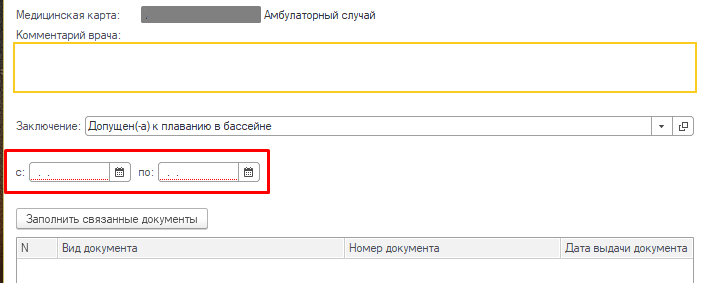 Медицинская карта: Амбулаторный случай
Комментарий врача:
Заключение: Допущен(-а) к плаванию в бассейне
с: . . по: . .
Заполнить связанные документы
N Вид документа Номер документа Дата выдачи документа